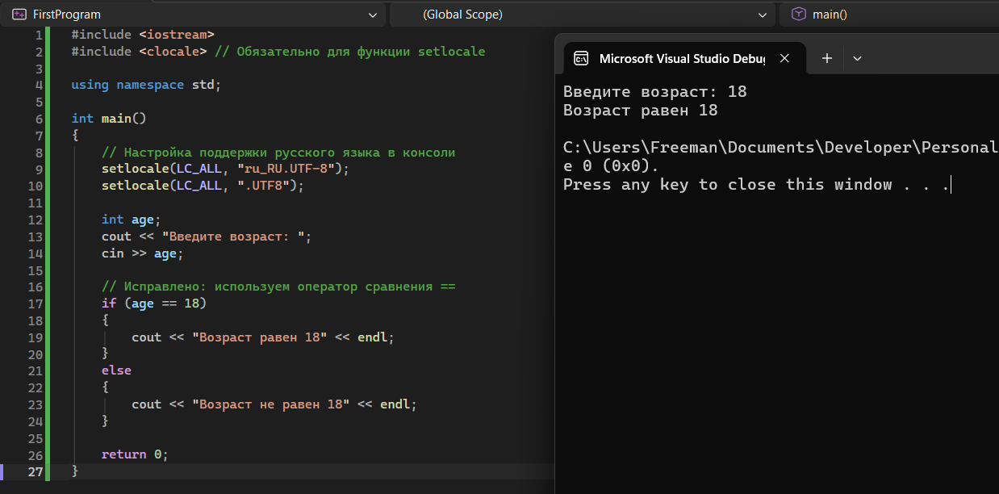 FirstProgram
(Global Scope)
main()
1 #include <iostream>
2 #include <clocale> // Обязательно для функции setlocale
3
4 using namespace std;
5
6 int main()
7 {
8 // Настройка поддержки русского языка в консоли
9 setlocale(LC_ALL, "ru_RU.UTF-8");
10 setlocale(LC_ALL, ".UTF8");
11
12 int age;
13 cout << "Введите возраст: ";
14 cin >> age;
15
16 // Исправлено: используем оператор сравнения ==
17 if (age == 18)
18 {
19 cout << "Возраст равен 18" << endl;
20 }
21 else
22 {
23 cout << "Возраст не равен 18" << endl;
24 }
25
26 return 0;
27 }
Microsoft Visual Studio Debug
Введите возраст: 18
Возраст равен 18
C:\Users\Freeman\Documents\Developer\Personal
e 0 (0x0).
Press any key to close this window . . .